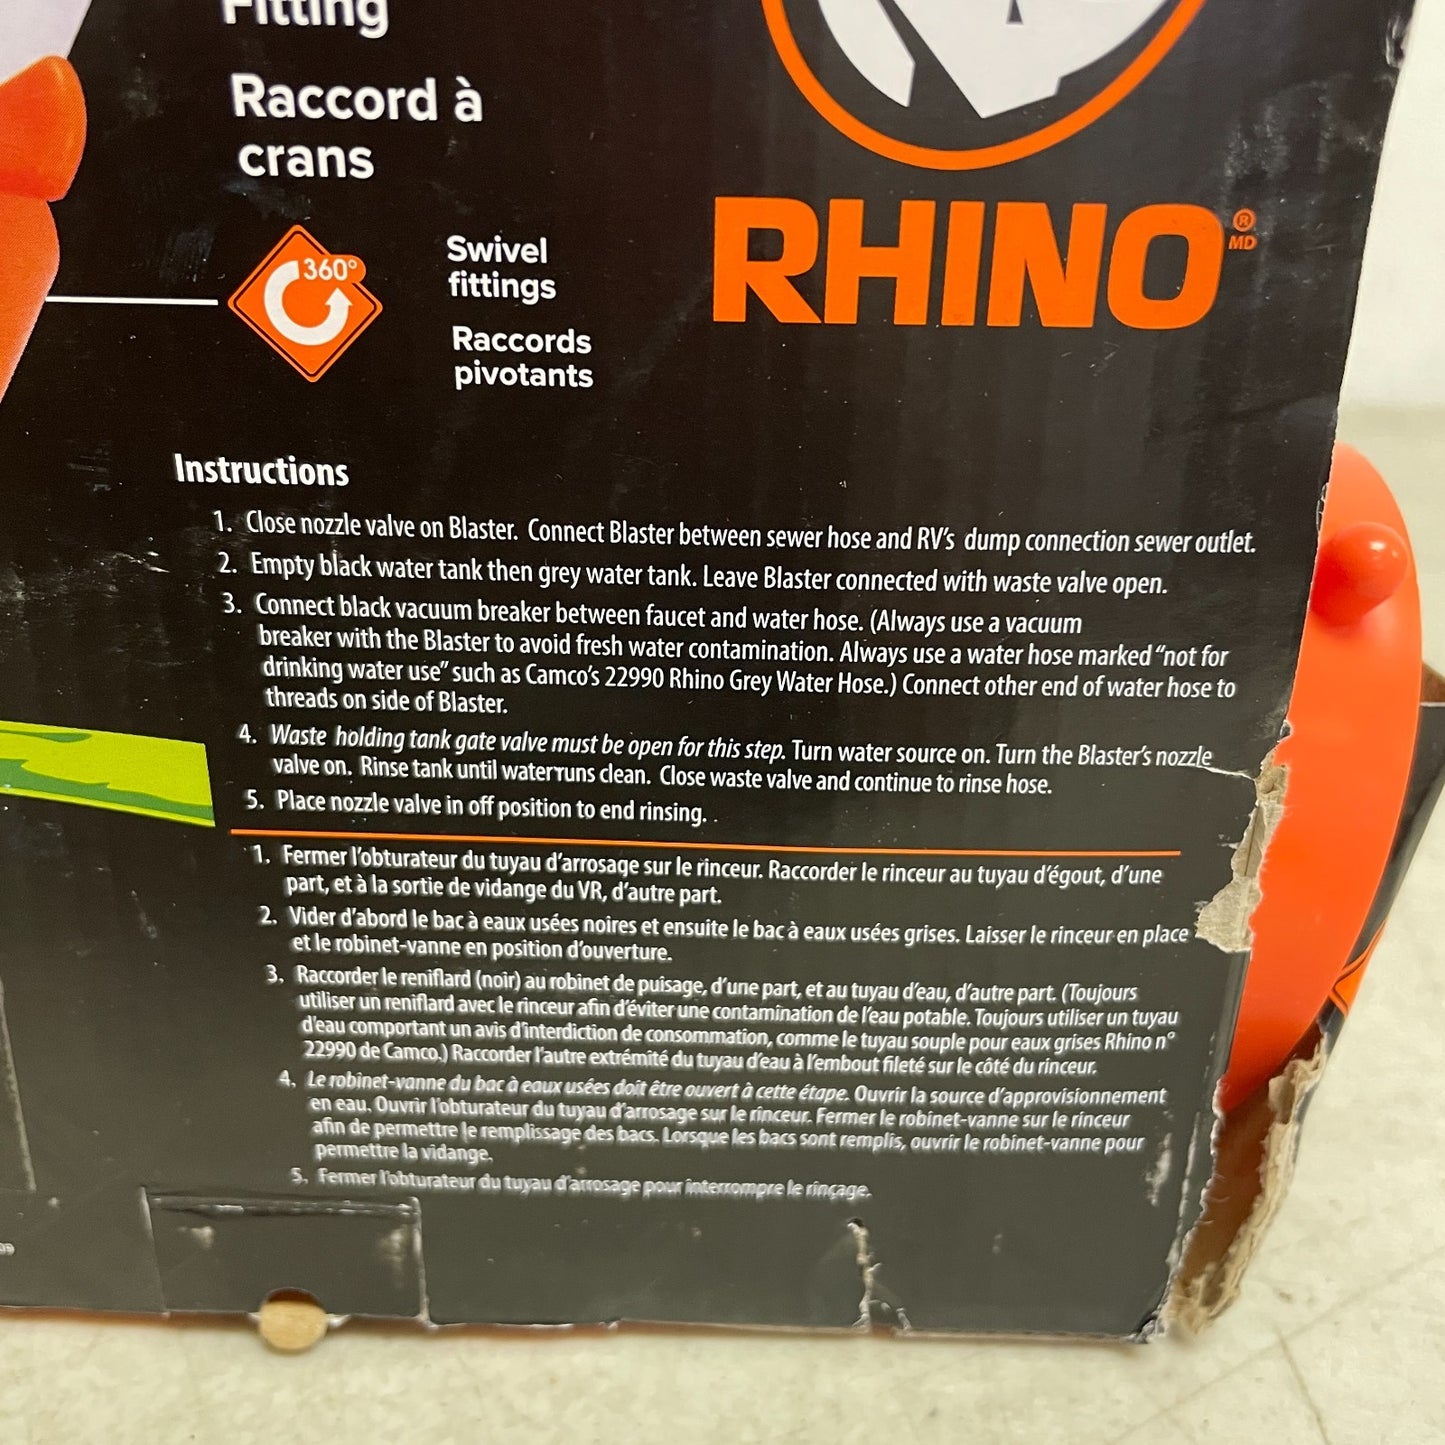 Fitting
Raccord à
crans
360°
Swivel
fittings
Raccords
pivotants
RHINO
®
MD
Instructions
1. Close nozzle valve on Blaster. Connect Blaster between sewer hose and RV's dump connection sewer outlet.
2. Empty black water tank then grey water tank. Leave Blaster connected with waste valve open.
3. Connect black vacuum breaker between faucet and water hose. (Always use a vacuum
breaker with the Blaster to avoid fresh water contamination. Always use a water hose marked “not for
drinking water use” such as Camco's 22990 Rhino Grey Water Hose.) Connect other end of water hose to
threads on side of Blaster.
4. Waste holding tank gate valve must be open for this step. Turn water source on. Turn the Blaster's nozzle
valve on. Rinse tank until water runs clean. Close waste valve and continue to rinse hose.
5. Place nozzle valve in off position to end rinsing.
1. Fermer l'obturateur du tuyau d'arrosage sur le rinceur. Raccorder le rinceur au tuyau d'égout, d'une
part, et à la sortie de vidange du VR, d'autre part.
2. Vider d'abord le bac à eaux usées noires et ensuite le bac à eaux usées grises. Laisser le rinceur en place
et le robinet-vanne en position d'ouverture.
3. Raccorder le reniflard (noir) au robinet de puisage, d'une part, et au tuyau d'eau, d'autre part. (Toujours
utiliser un reniflard avec le rinceur afin d'éviter une contamination de l'eau potable. Toujours utiliser un tuyau
d'eau comportant un avis d'interdiction de consommation, comme le tuyau souple pour eaux grises Rhino n°
22990 de Camco.) Raccorder l'autre extrémité du tuyau d'eau à l'embout fileté sur le côté du rinceur.
4. Le robinet-vanne du bac à eaux usées doit être ouvert à cette étape. Ouvrir la source d'approvisionnement
en eau. Ouvrir l'obturateur du tuyau d'arrosage sur le rinceur. Fermer le robinet-vanne sur le rinceur
afin de permettre le remplissage des bacs. Lorsque les bacs sont remplis, ouvrir le robinet-vanne pour
permettre la vidange.
5. Fermer l'obturateur du tuyau d'arrosage pour interrompre le rinçage.